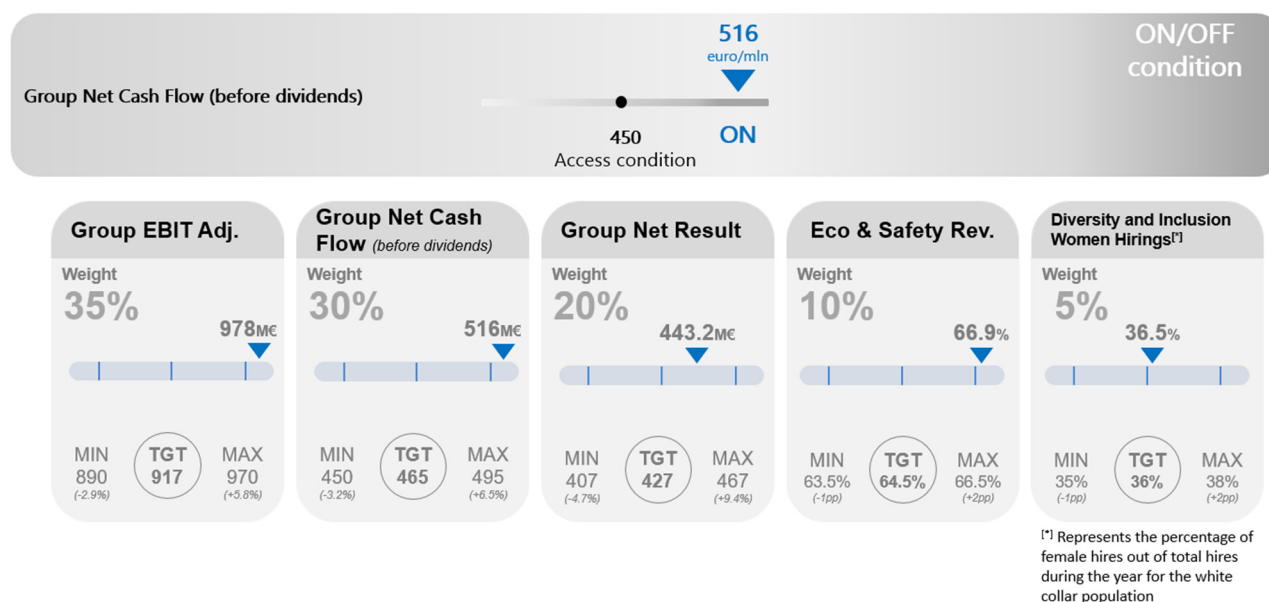 516
euro/mln
ON/OFF
condition
Group Net Cash Flow (before dividends)
450
ON
Access condition
Group EBIT Adj.
Weight
35%
978M€
MIN
890
(-2.9%)
TGT
917
MAX
970
(+5.8%)
Group Net Cash
Flow (before dividends)
Weight
30%
516M€
MIN
450
(-3.2%)
TGT
465
MAX
495
(+6.5%)
Group Net Result
Weight
20%
443.2M€
MIN
407
(-4.7%)
TGT
427
MAX
467
(+9.4%)
Eco & Safety Rev.
Weight
10%
66.9%
MIN
63.5%
(-1pp)
TGT
64.5%
MAX
66.5%
(+2pp)
Diversity and Inclusion
Women Hirings[*]
Weight
5%
36.5%
MIN
35%
(-1pp)
TGT
36%
MAX
38%
(+2pp)
[*] Represents the percentage of
female hires out of total hires
during the year for the white
collar population